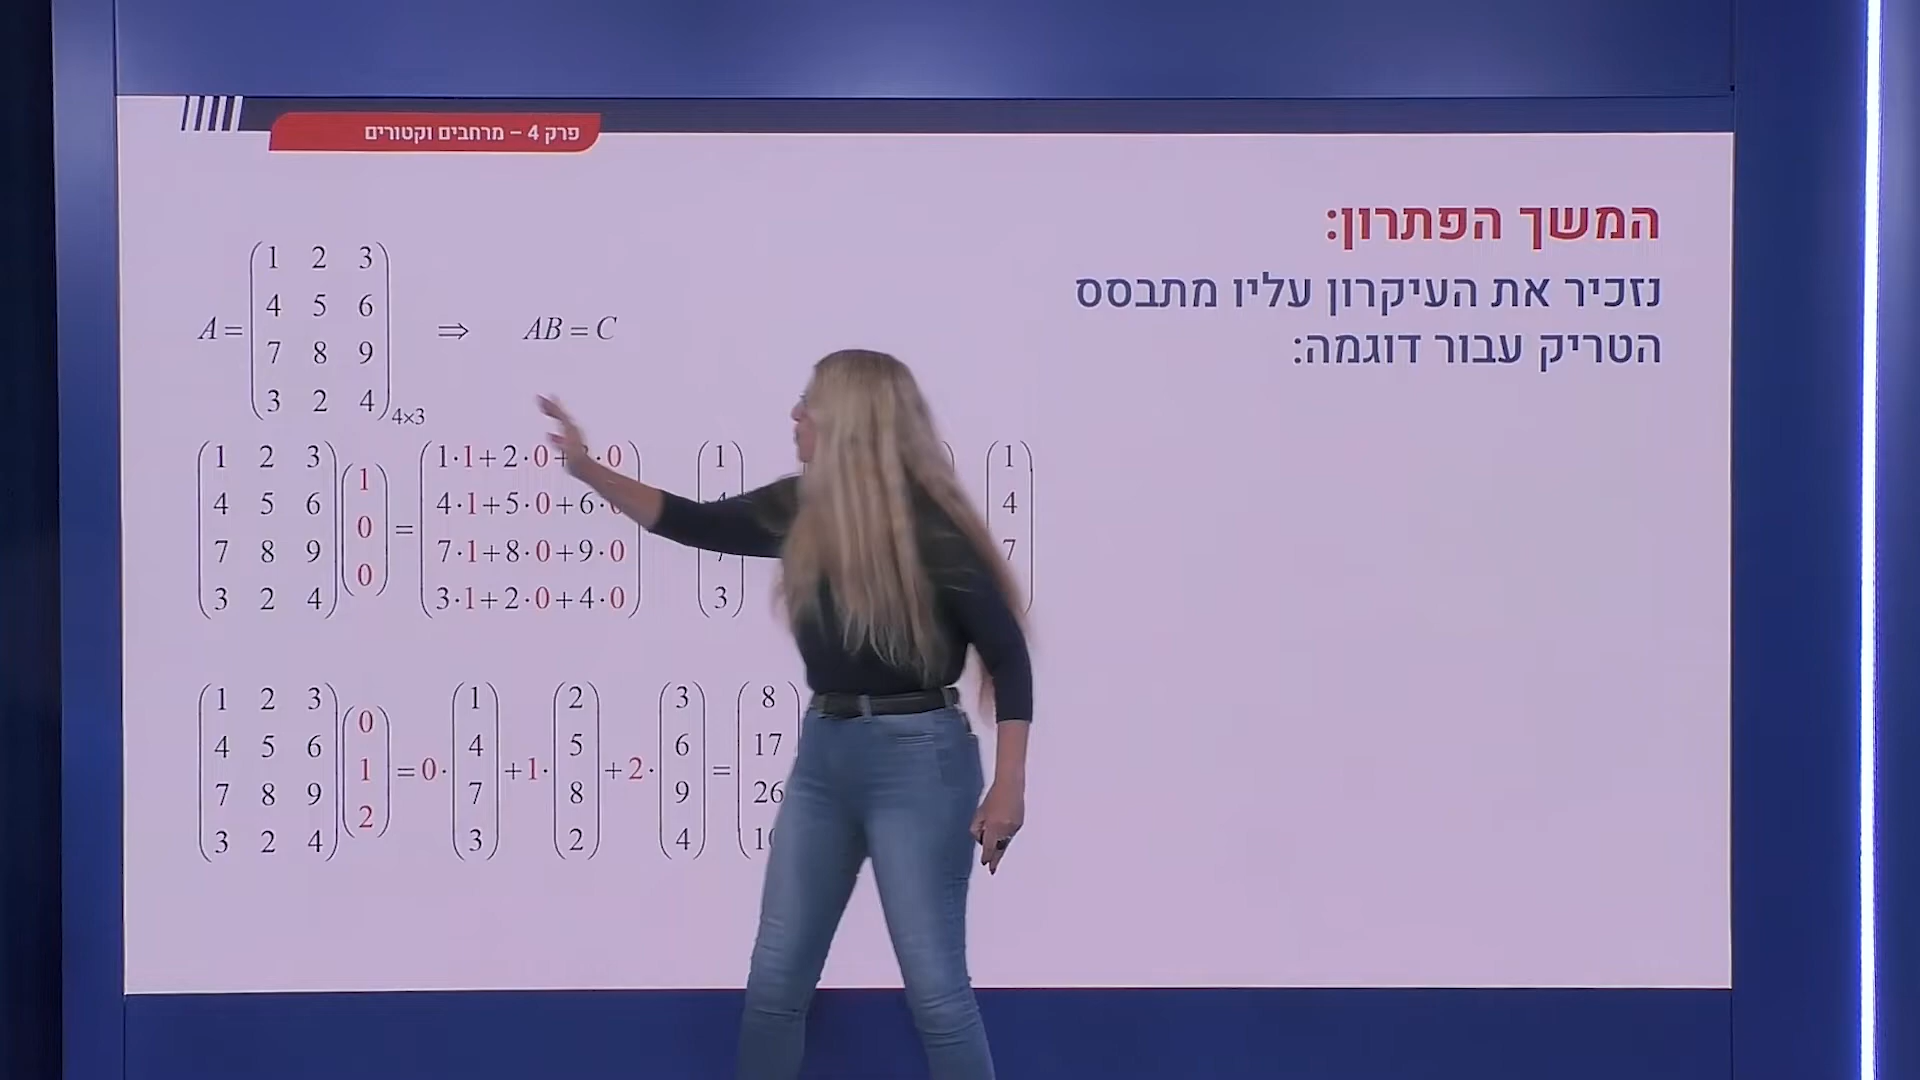 פרק 4 – מרחבים וקטורים
המשך הפתרון:
נזכיר את העיקרון עליו מתבסס
הטריק עבור דוגמה:
1 2 3
4 5 6
A = 7 8 9 ⇒ AB = C
3 2 4 4×3
1 2 3 1 1·1+2·0+ ·0 1 1
4 5 6 0 = 4·1+5·0+6· 4
7 8 9 0 7·1+8·0+9·0 7
3 2 4 3·1+2·0+4·0 3
1 2 3 0 1 2 3 8
4 5 6 1 =0· 4 +1· 5 +2· 6 = 17
7 8 9 2 7 8 9 26
3 2 4 3 2 4